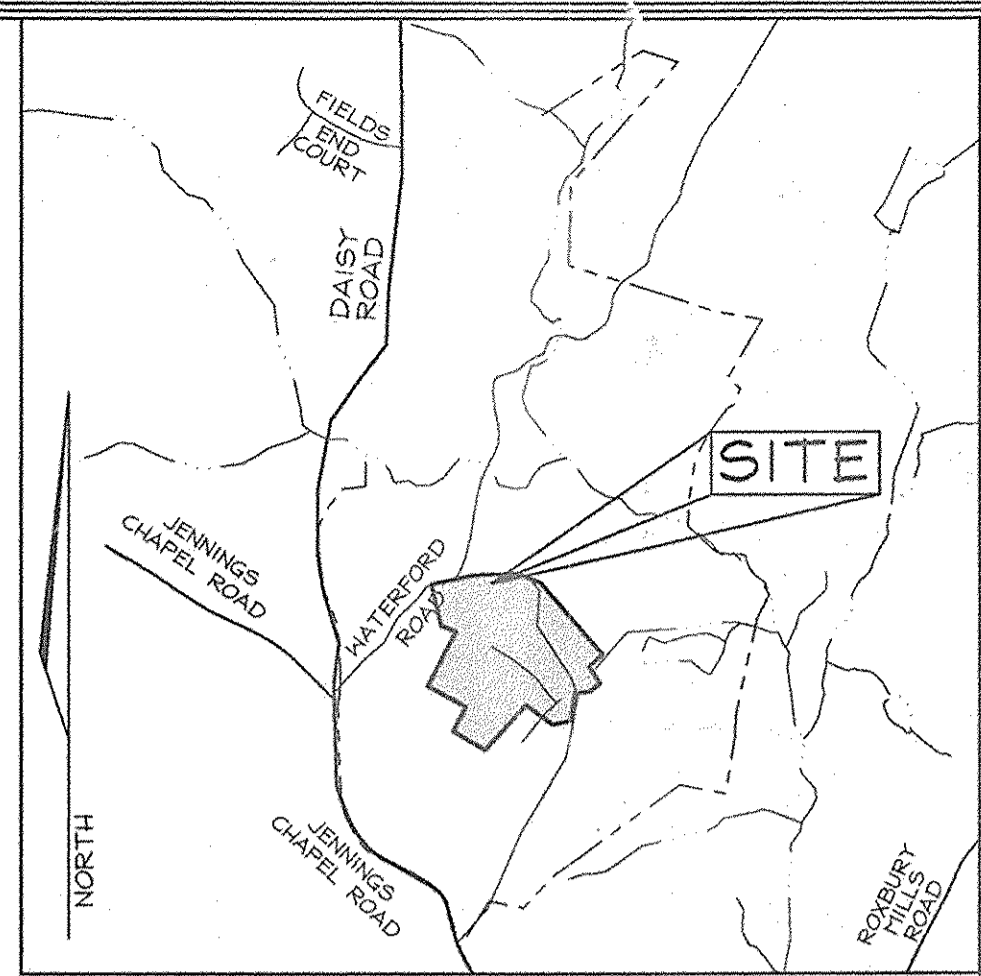 FIELDS
END
COURT
DAISY
ROAD
SITE
JENNINGS
CHAPEL ROAD
WATERFORD
ROAD
NORTH
JENNINGS
CHAPEL ROAD
ROXBURY
MILLS
ROAD